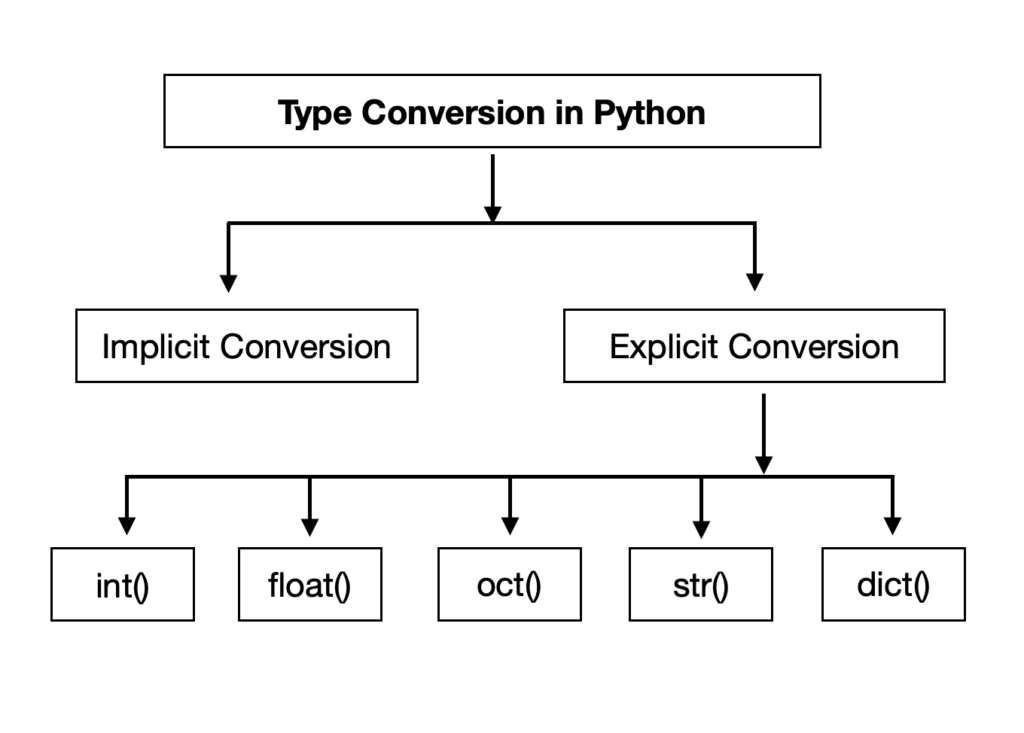 Type Conversion in Python
Implicit Conversion
Explicit Conversion
int()
float()
oct()
str()
dict()